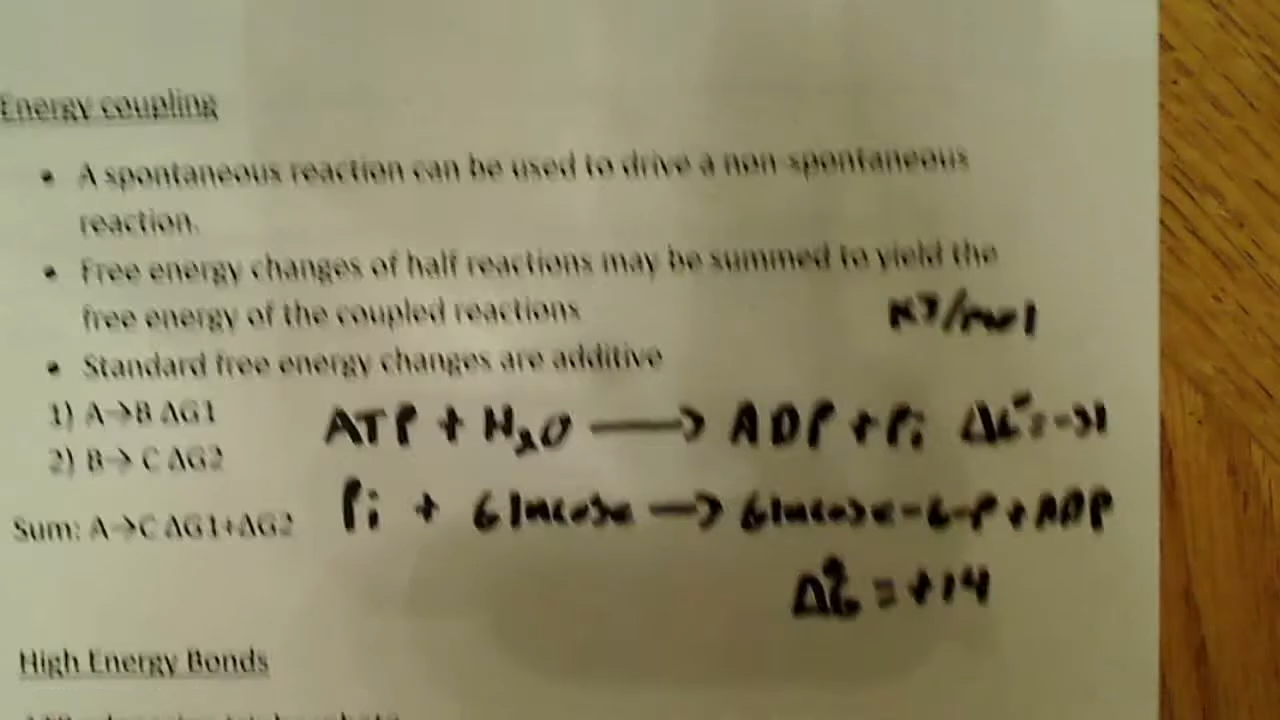 Energy coupling
• A spontaneous reaction can be used to drive a non-spontaneous
reaction.
• Free energy changes of half reactions may be summed to yield the
free energy of the coupled reactions
KJ/mol
• Standard free energy changes are additive
1) A→B ΔG1
ATP + H₂O → ADP + Pi ΔG° = -31
2) B→ C ΔG2
Pi + Glucose → Glucose-6-P + ADP
Sum: A→C ΔG1+ΔG2
ΔG° = +14
High Energy Bonds